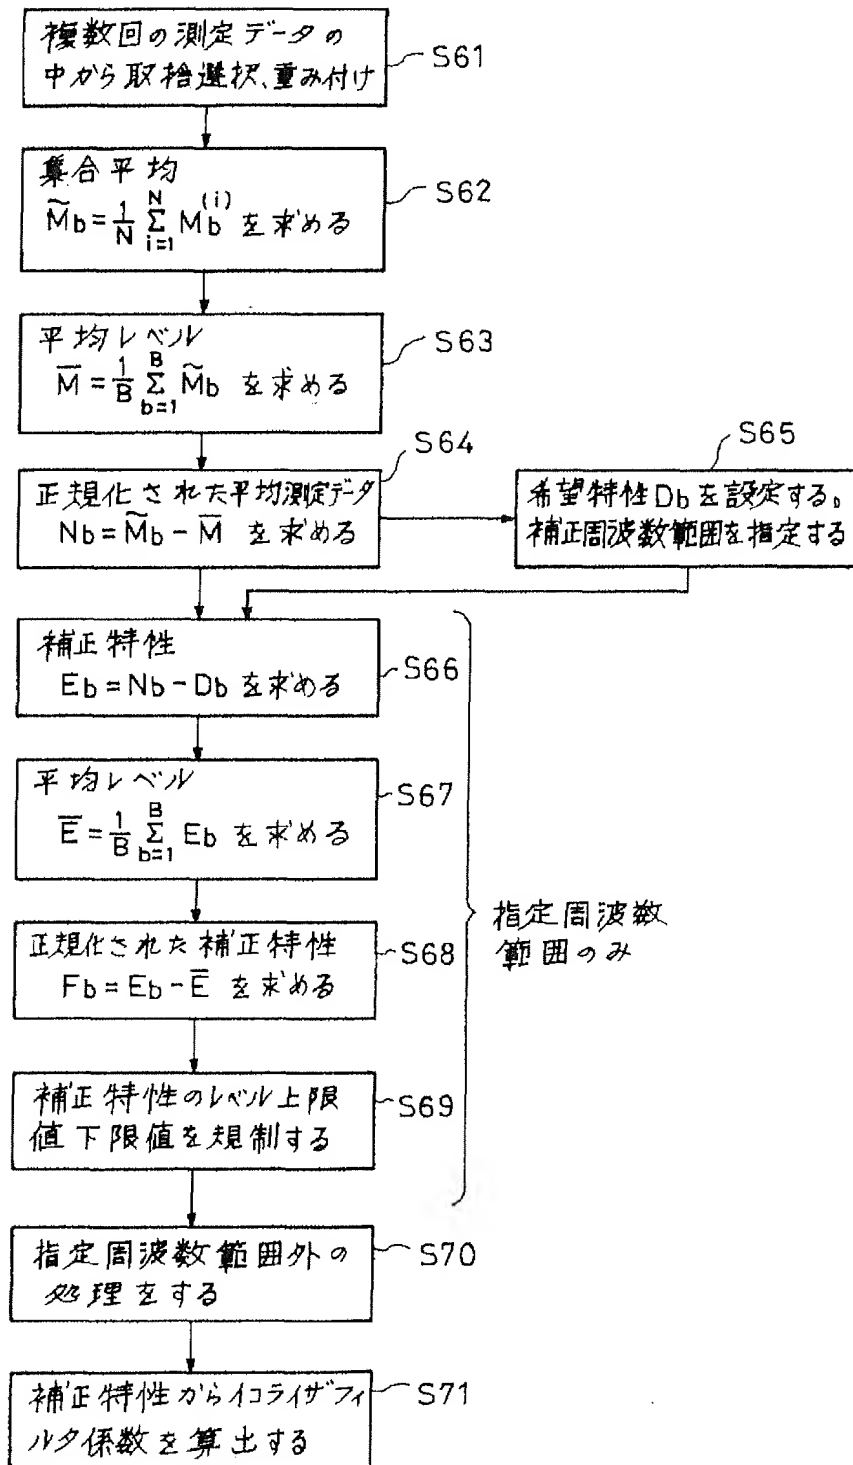 複数回の測定データの
中から取捨選択、重み付け
S61
集合平均
M̃b = 1/N Σ_{i=1}^{N} Mb^(i) を求める
S62
平均レベル
M̄ = 1/B Σ_{b=1}^{B} M̃b を求める
S63
正規化された平均測定データ
Nb = M̃b - M̄ を求める
S64
希望特性Dbを設定する。
補正周波数範囲を指定する
S65
補正特性
Eb = Nb - Db を求める
S66
平均レベル
Ē = 1/B Σ_{b=1}^{B} Eb を求める
S67
正規化された補正特性
Fb = Eb - Ē を求める
S68
補正特性のレベル上限
値下限値を規制する
S69
指定周波数
範囲のみ
指定周波数範囲外の
処理をする
S70
補正特性からイコライザフィ
ルタ係数を算出する
S71